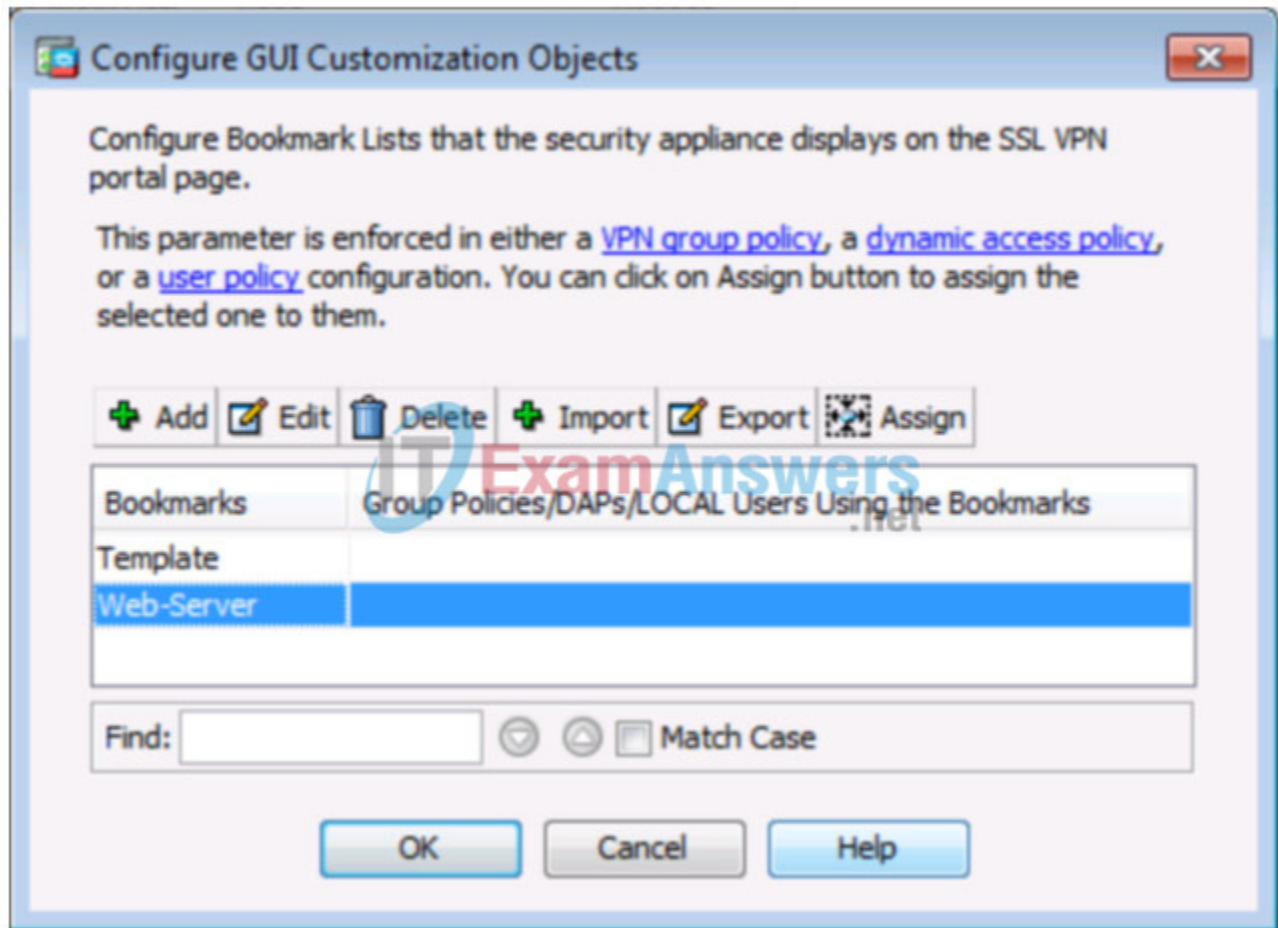 Configure GUI Customization Objects
Configure Bookmark Lists that the security appliance displays on the SSL VPN
portal page.
This parameter is enforced in either a VPN group policy, a dynamic access policy,
or a user policy configuration. You can click on Assign button to assign the
selected one to them.
Add Edit Delete Import Export Assign
ITExamAnswers
.net
Bookmarks Group Policies/DAPs/LOCAL Users Using the Bookmarks
Template
Web-Server
Find: Match Case
OK Cancel Help